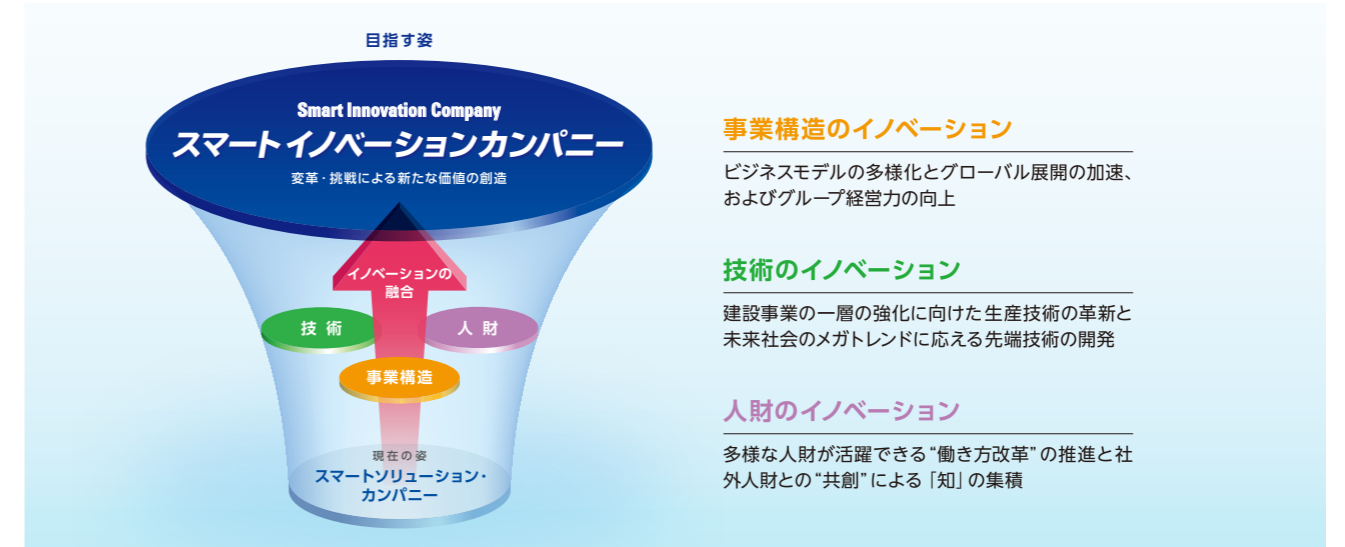 目指す姿
Smart Innovation Company
スマートイノベーションカンパニー
変革・挑戦による新たな価値の創造
イノベーションの
融合
技術
人財
事業構造
現在の姿
スマートソリューション・
カンパニー
事業構造のイノベーション
ビジネスモデルの多様化とグローバル展開の加速、
およびグループ経営力の向上
技術のイノベーション
建設事業の一層の強化に向けた生産技術の革新と
未来社会のメガトレンドに応える先端技術の開発
人財のイノベーション
多様な人財が活躍できる“働き方改革”の推進と社
外人財との“共創”による「知」の集積